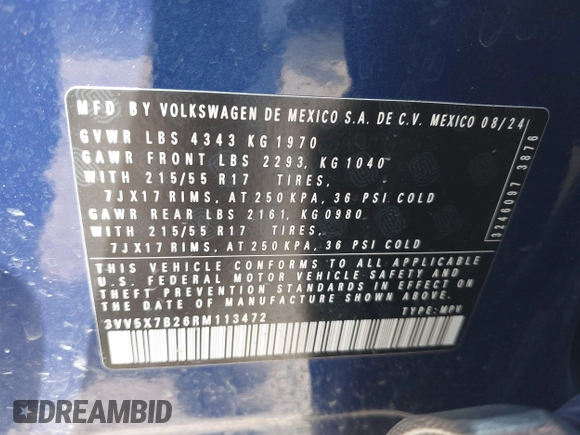 MFD BY VOLKSWAGEN DE MEXICO S.A. DE C.V. MEXICO 08/24
GVWR LBS 4343 KG 1970
GAWR FRONT LBS 2293, KG 1040
WITH 215/55 R17 TIRES,
7JX17 RIMS, AT 250 KPA, 36 PSI COLD
GAWR REAR LBS 2161, KG 0980
WITH 215/55 R17 TIRES,
7JX17 RIMS, AT 250 KPA, 36 PSI COLD
THIS VEHICLE CONFORMS TO ALL APPLICABLE
U.S. FEDERAL MOTOR VEHICLE SAFETY AND
THEFT PREVENTION STANDARDS IN EFFECT ON
THE DATE OF MANUFACTURE SHOWN ABOVE.
3VV5X7B26RM113472 TYPE: MPV
3246097 3876
DREAMBID